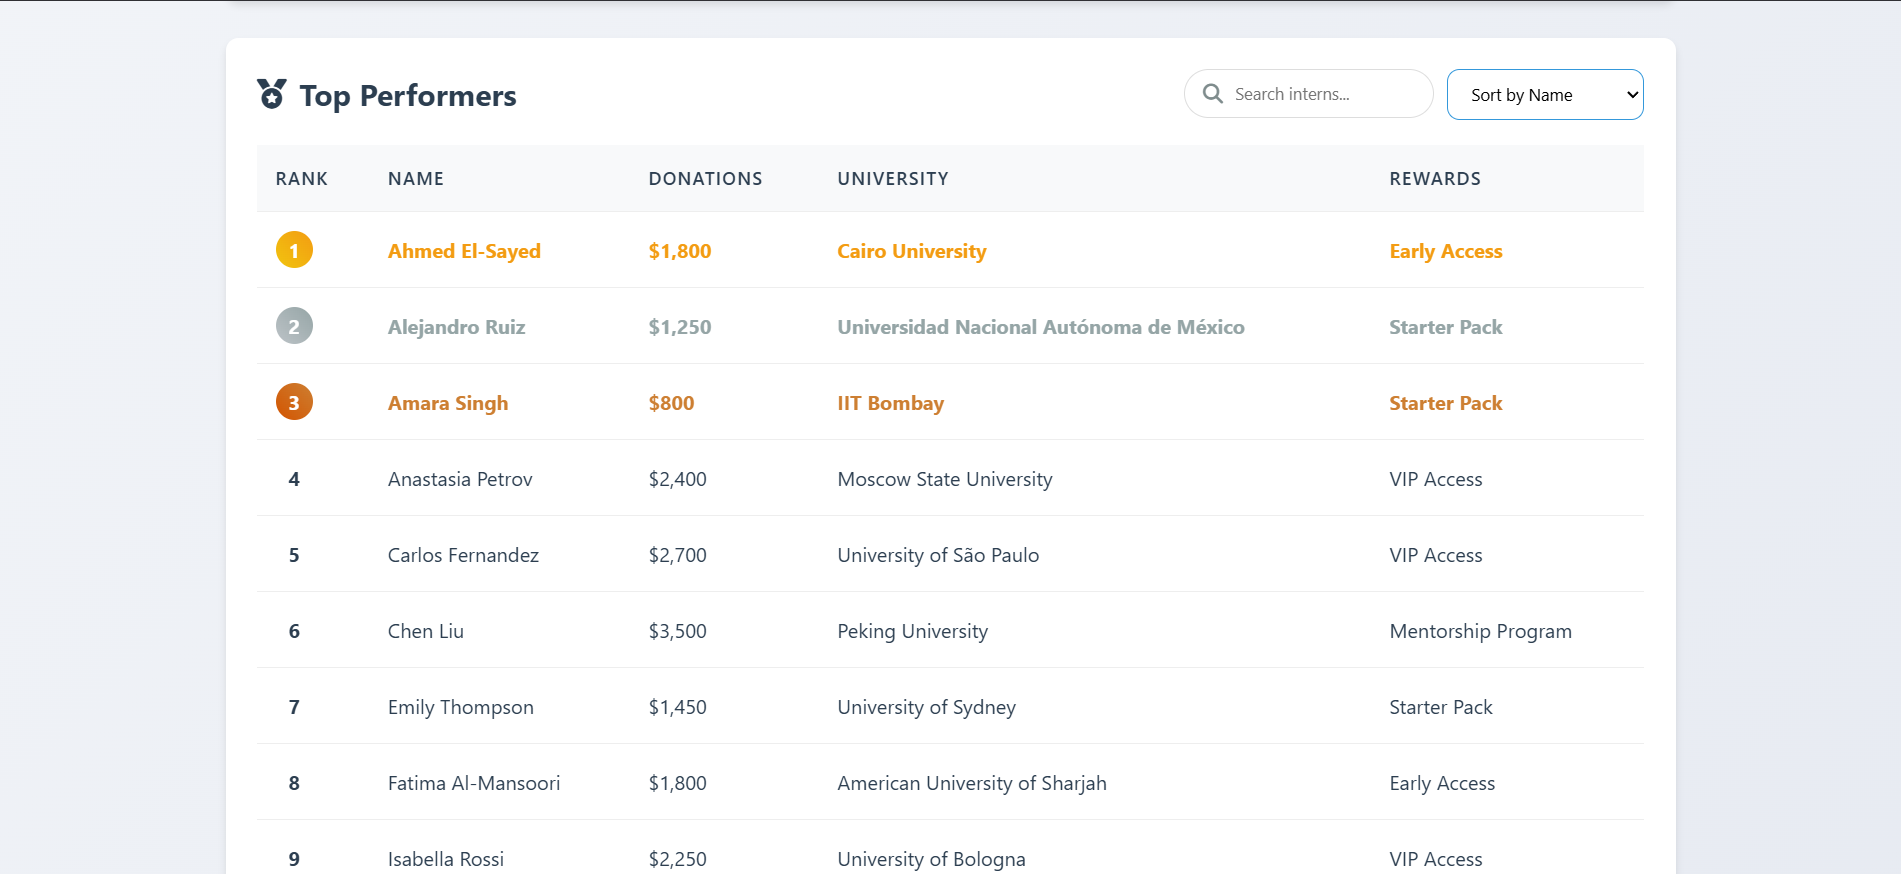 Top Performers
Search interns...
Sort by Name
RANK NAME DONATIONS UNIVERSITY REWARDS
1 Ahmed El-Sayed $1,800 Cairo University Early Access
2 Alejandro Ruiz $1,250 Universidad Nacional Autónoma de México Starter Pack
3 Amara Singh $800 IIT Bombay Starter Pack
4 Anastasia Petrov $2,400 Moscow State University VIP Access
5 Carlos Fernandez $2,700 University of São Paulo VIP Access
6 Chen Liu $3,500 Peking University Mentorship Program
7 Emily Thompson $1,450 University of Sydney Starter Pack
8 Fatima Al-Mansoori $1,800 American University of Sharjah Early Access
9 Isabella Rossi $2,250 University of Bologna VIP Access